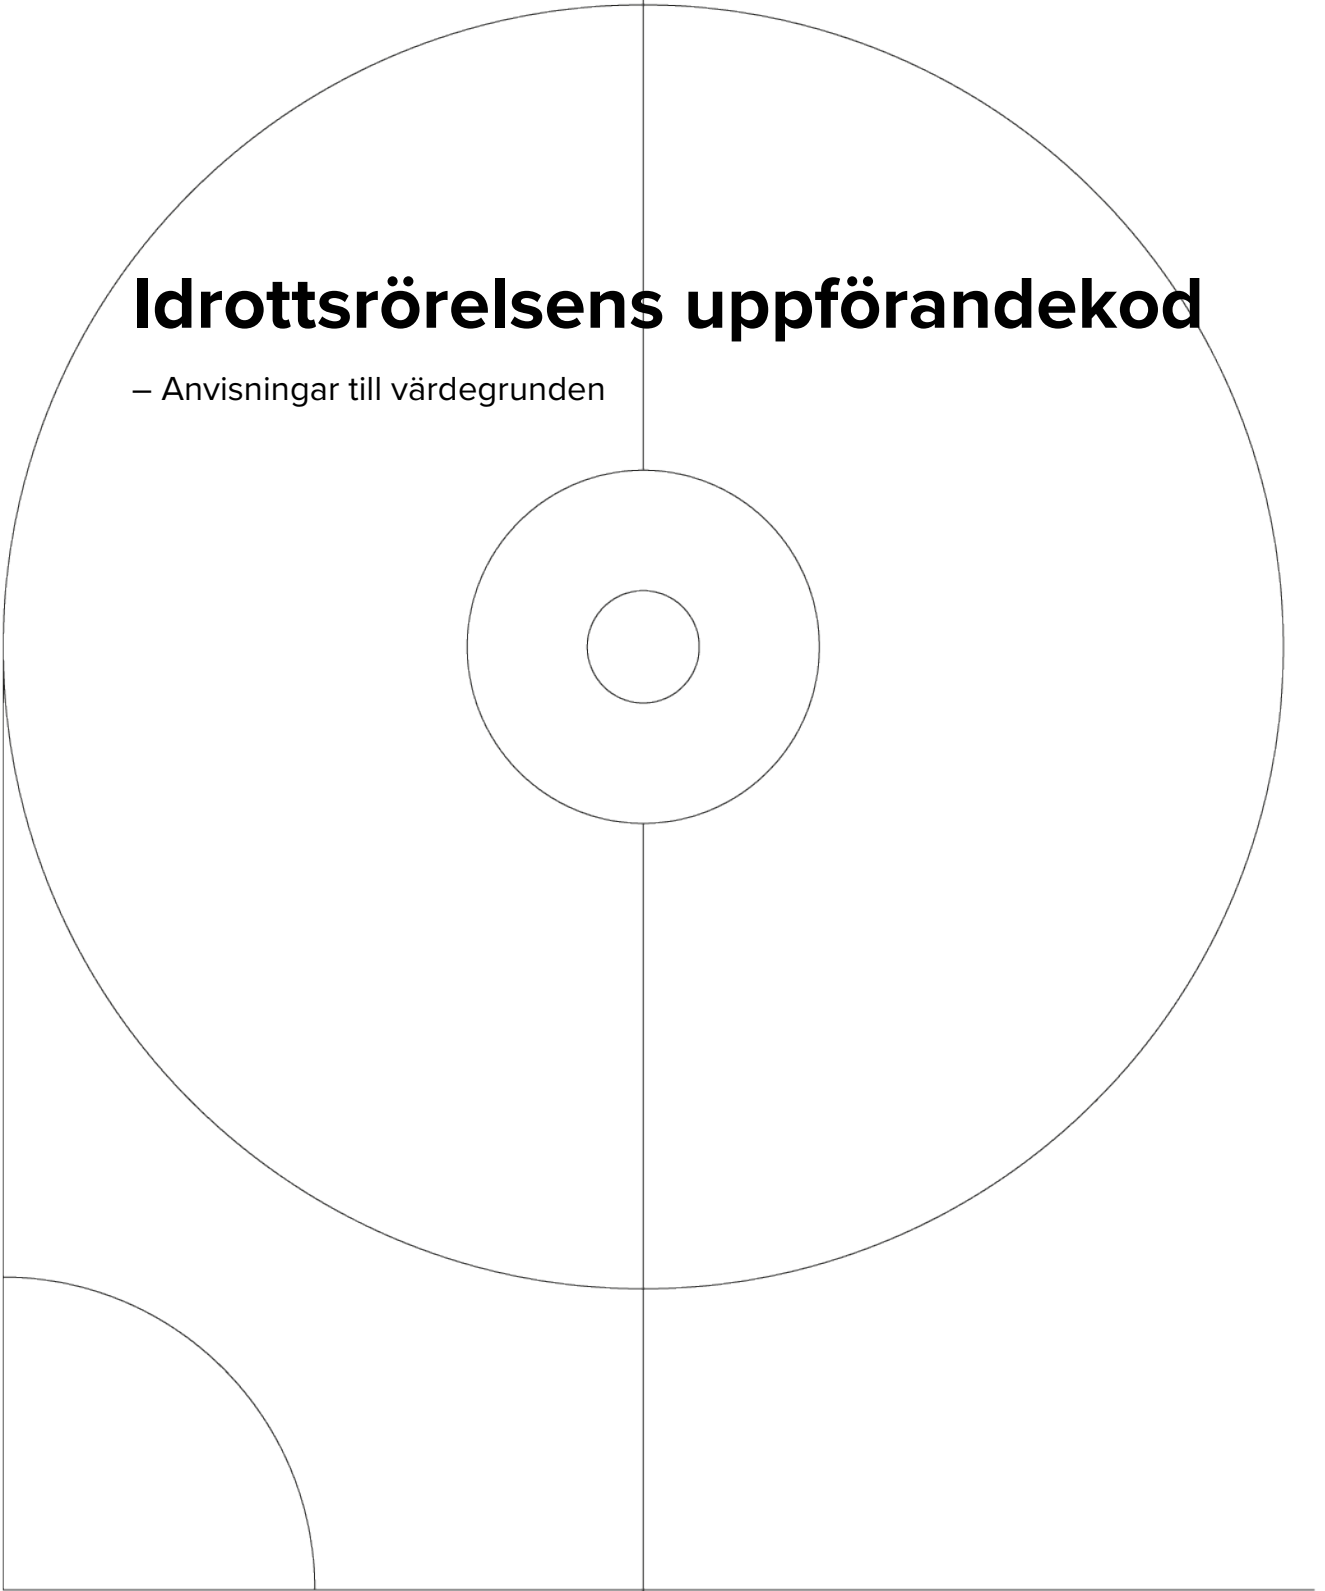 Idrottsrörelsens uppförandekod
– Anvisningar till värdegrunden